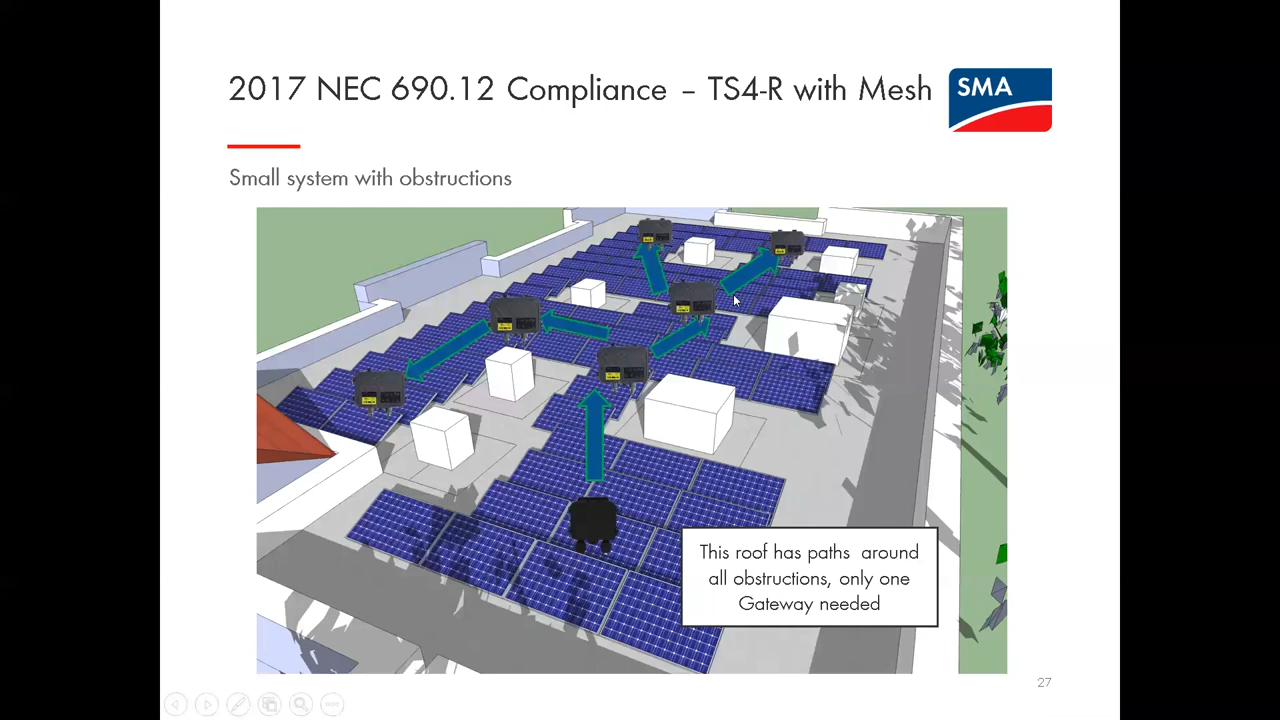 2017 NEC 690.12 Compliance – TS4-R with Mesh
SMA
Small system with obstructions
This roof has paths around
all obstructions, only one
Gateway needed
27